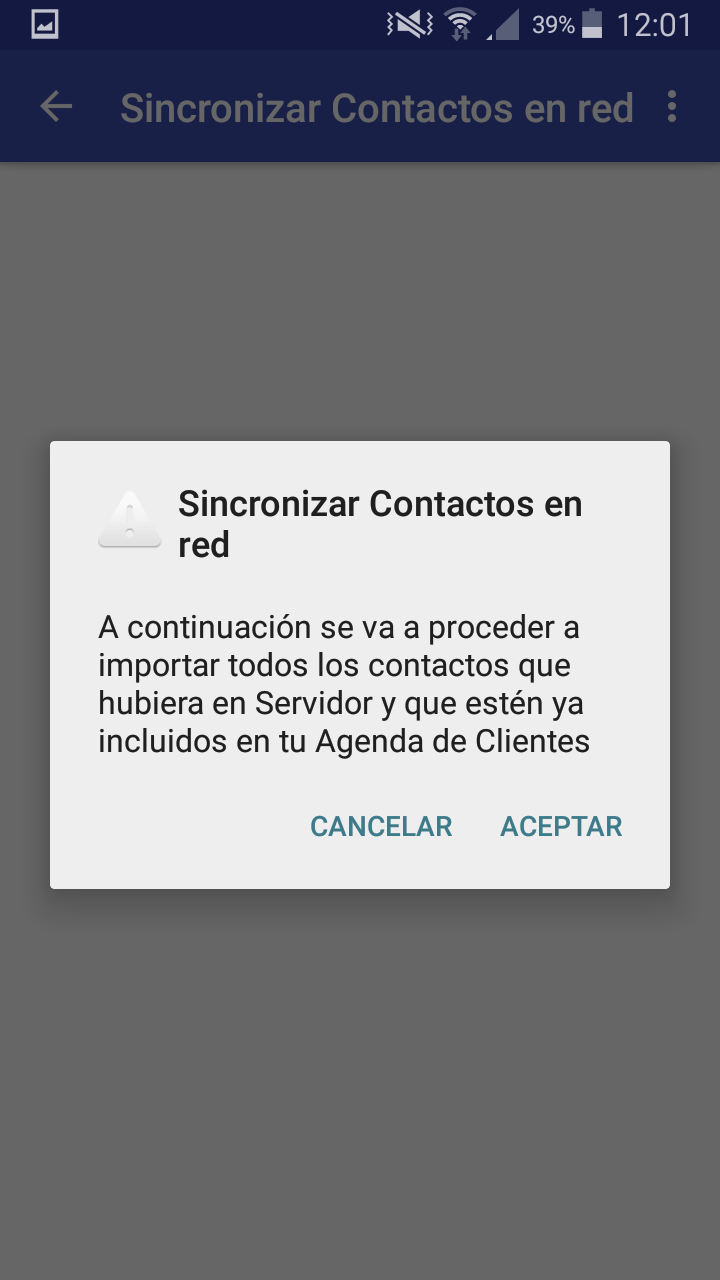 39% 12:01
Sincronizar Contactos en red
Sincronizar Contactos en
red
A continuación se va a proceder a
importar todos los contactos que
hubiera en Servidor y que estén ya
incluidos en tu Agenda de Clientes
CANCELAR ACEPTAR